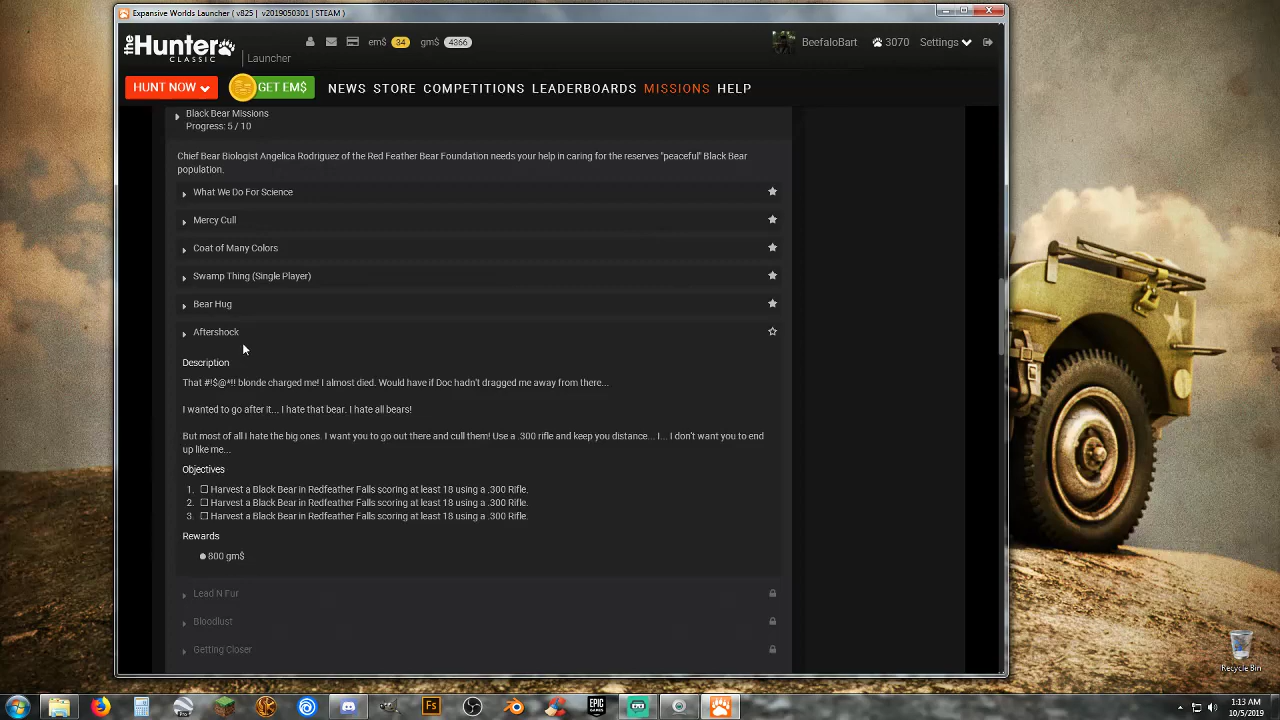 Expansive Worlds Launcher ( v825 | v2019050301 | STEAM )
theHunter
CLASSIC
Launcher
em$ 34 gm$ 4366
BeefaloBart 3070 Settings
HUNT NOW GET EM$ NEWS STORE COMPETITIONS LEADERBOARDS MISSIONS HELP
Black Bear Missions
Progress: 5 / 10
Chief Bear Biologist Angelica Rodriguez of the Red Feather Bear Foundation needs your help in caring for the reserves "peaceful" Black Bear
population.
What We Do For Science
Mercy Cull
Coat of Many Colors
Swamp Thing (Single Player)
Bear Hug
Aftershock
Description
That #!$@*!! blonde charged me! I almost died. Would have if Doc hadn't dragged me away from there...
I wanted to go after it... I hate that bear. I hate all bears!
But most of all I hate the big ones. I want you to go out there and cull them! Use a .300 rifle and keep you distance... I... I don't want you to end
up like me...
Objectives
1. Harvest a Black Bear in Redfeather Falls scoring at least 18 using a .300 Rifle.
2. Harvest a Black Bear in Redfeather Falls scoring at least 18 using a .300 Rifle.
3. Harvest a Black Bear in Redfeather Falls scoring at least 18 using a .300 Rifle.
Rewards
800 gm$
Lead N Fur
Bloodlust
Getting Closer
Recycle Bin
Pro
Fs
EPIC
GAMES
1:13 AM
10/5/2019